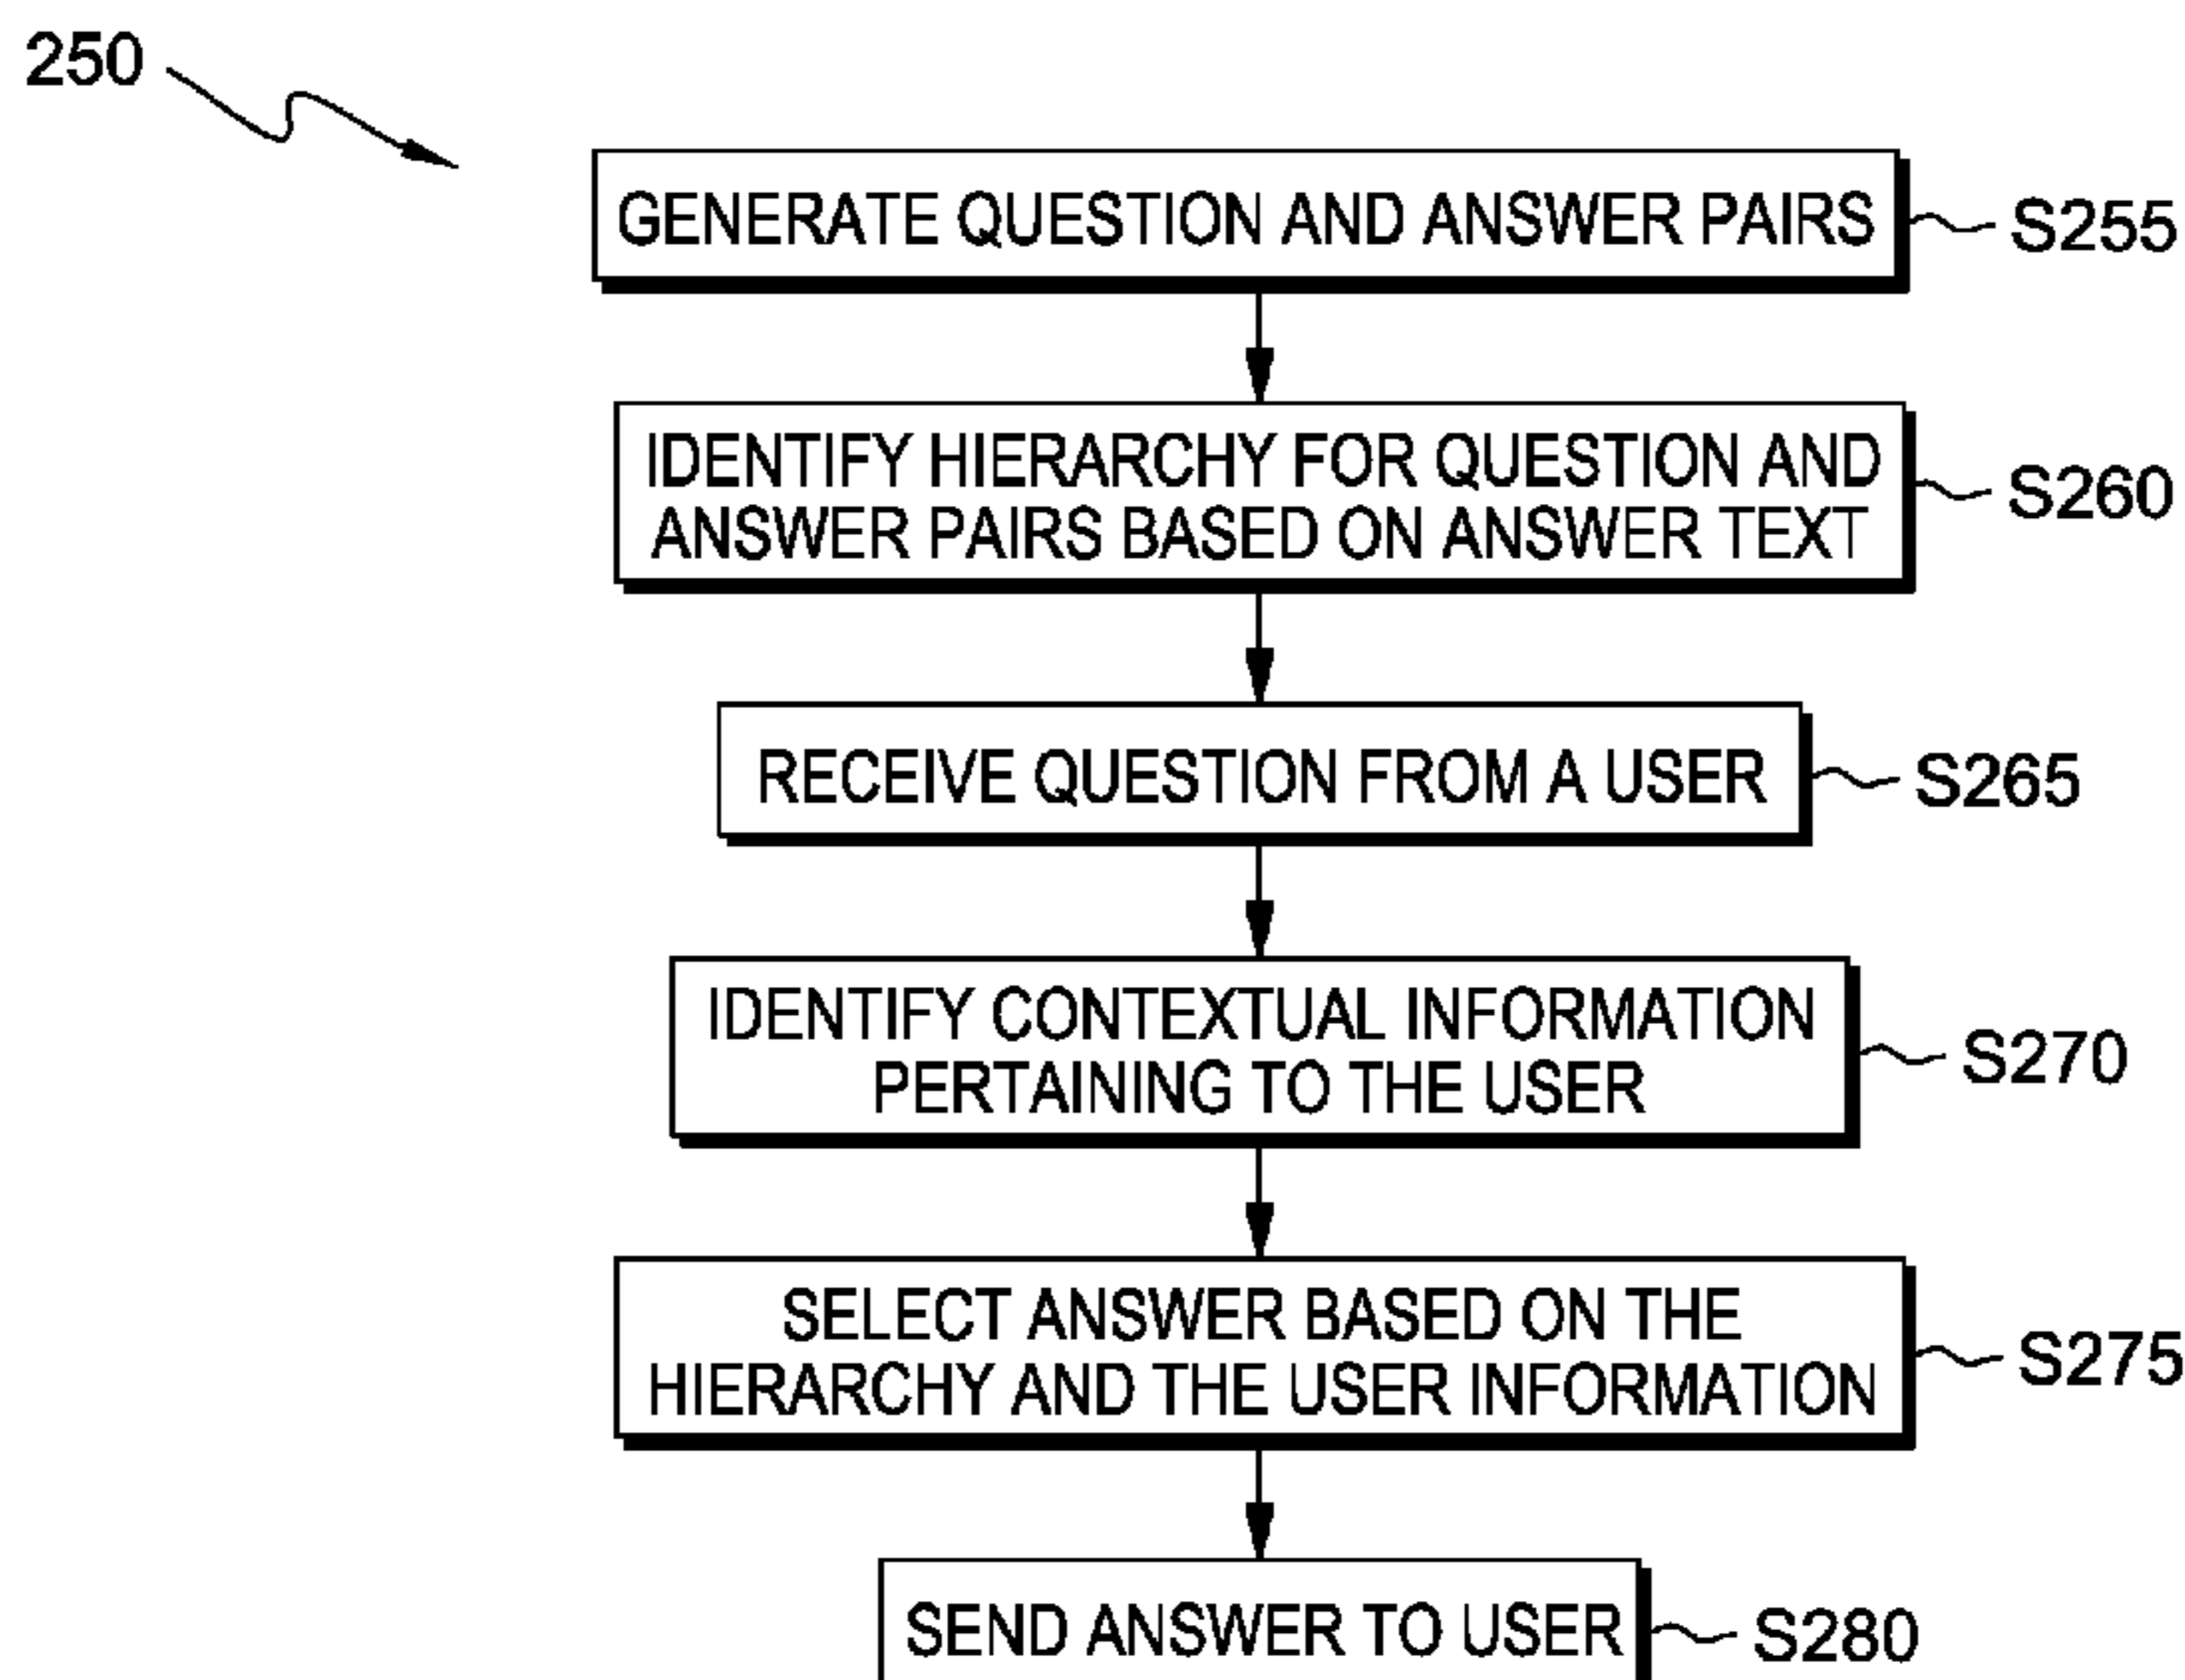 250
GENERATE QUESTION AND ANSWER PAIRS
S255
IDENTIFY HIERARCHY FOR QUESTION AND
ANSWER PAIRS BASED ON ANSWER TEXT
S260
RECEIVE QUESTION FROM A USER
S265
IDENTIFY CONTEXTUAL INFORMATION
PERTAINING TO THE USER
S270
SELECT ANSWER BASED ON THE
HIERARCHY AND THE USER INFORMATION
S275
SEND ANSWER TO USER
S280